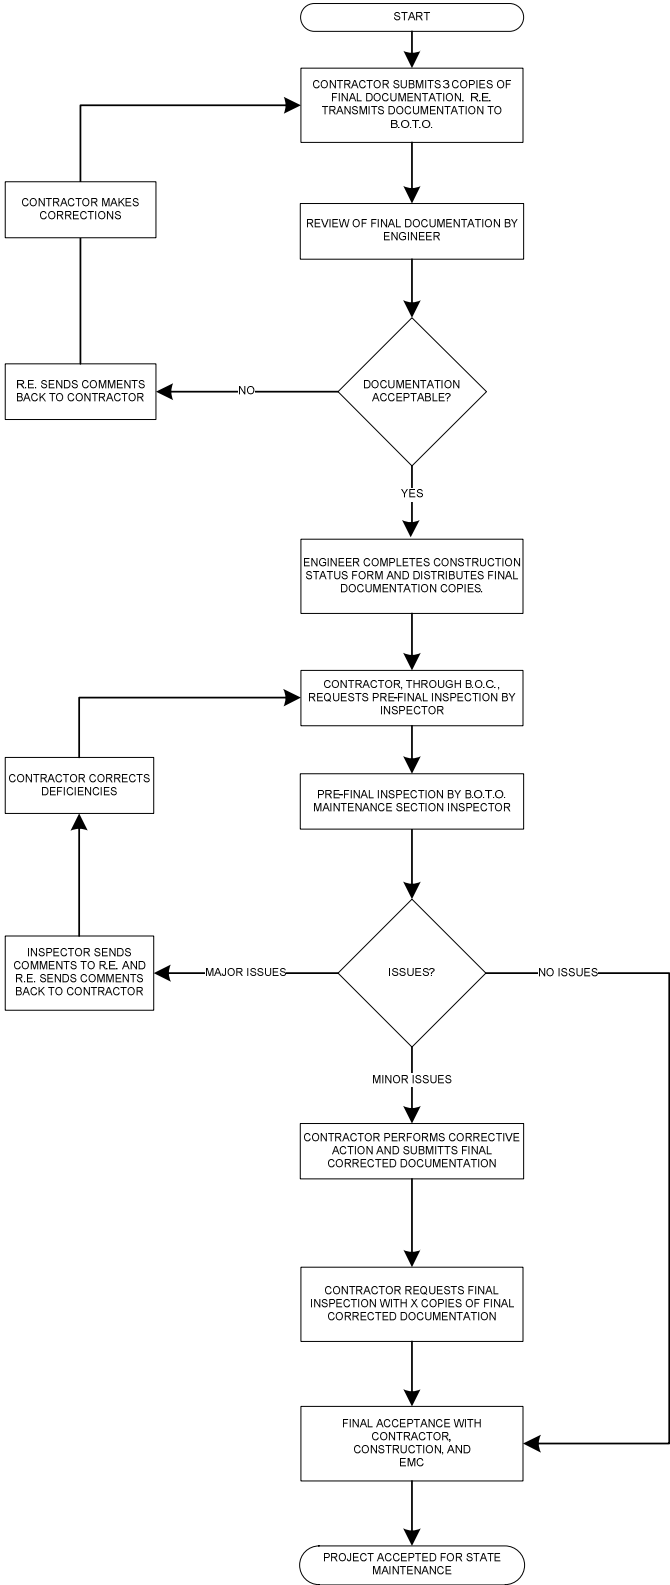 START
CONTRACTOR SUBMITS 3 COPIES OF
FINAL DOCUMENTATION. R.E.
TRANSMITS DOCUMENTATION TO
B.O.T.O.
CONTRACTOR MAKES
CORRECTIONS
REVIEW OF FINAL DOCUMENTATION BY
ENGINEER
R.E. SENDS COMMENTS
BACK TO CONTRACTOR
NO
DOCUMENTATION
ACCEPTABLE?
YES
ENGINEER COMPLETES CONSTRUCTION
STATUS FORM AND DISTRIBUTES FINAL
DOCUMENTATION COPIES.
CONTRACTOR, THROUGH B.O.C.,
REQUESTS PRE-FINAL INSPECTION BY
INSPECTOR
CONTRACTOR CORRECTS
DEFICIENCIES
PRE-FINAL INSPECTION BY B.O.T.O.
MAINTENANCE SECTION INSPECTOR
INSPECTOR SENDS
COMMENTS TO R.E. AND
R.E. SENDS COMMENTS
BACK TO CONTRACTOR
MAJOR ISSUES
ISSUES?
NO ISSUES
MINOR ISSUES
CONTRACTOR PERFORMS CORRECTIVE
ACTION AND SUBMITTS FINAL
CORRECTED DOCUMENTATION
CONTRACTOR REQUESTS FINAL
INSPECTION WITH X COPIES OF FINAL
CORRECTED DOCUMENTATION
FINAL ACCEPTANCE WITH
CONTRACTOR,
CONSTRUCTION, AND
EMC
PROJECT ACCEPTED FOR STATE
MAINTENANCE